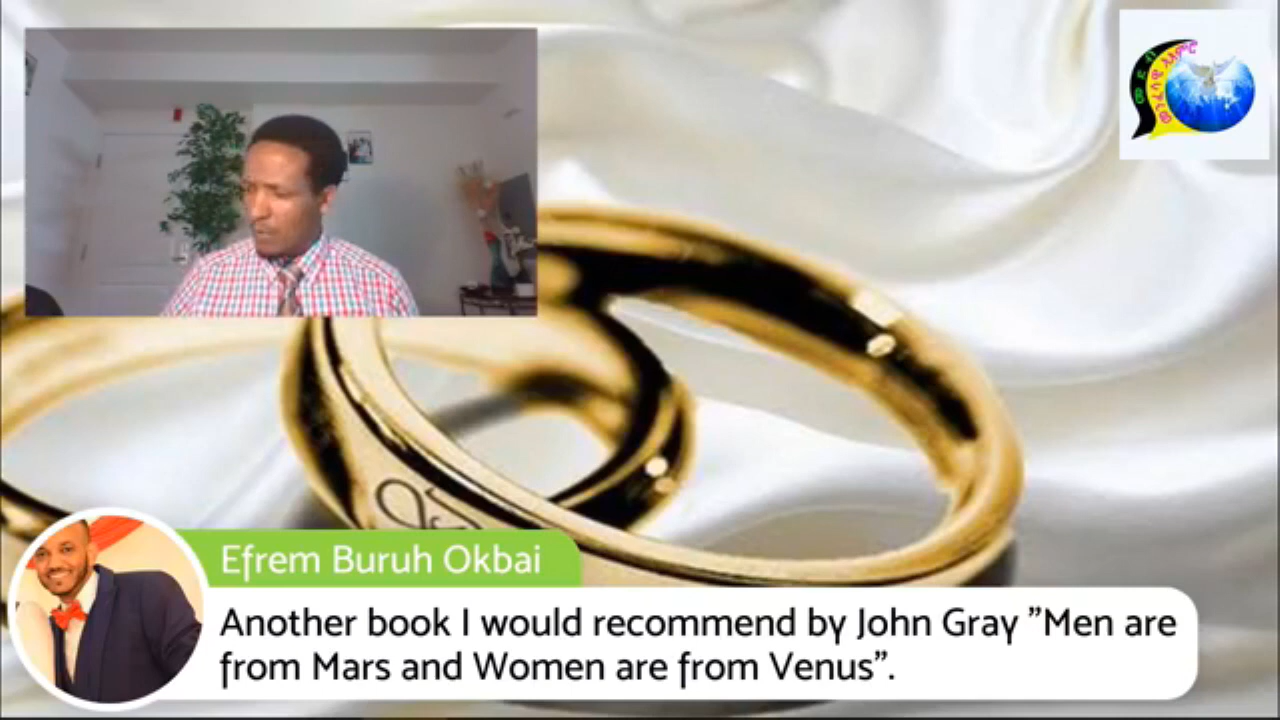 Efrem Buruh Okbai
Another book I would recommend by John Gray ”Men are
from Mars and Women are from Venus”.